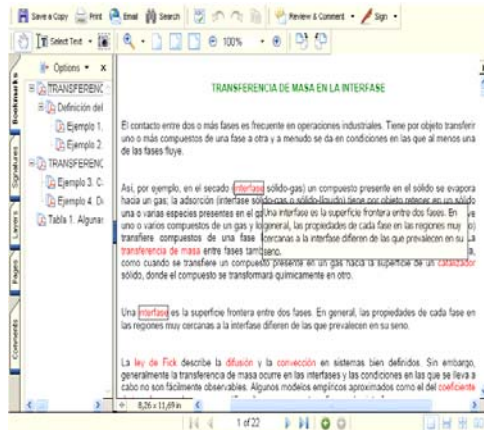 Save a Copy Print Email Search Review & Comment Sign
Select Text 100%
Options x
Bookmarks
Signatures
Layers
Pages
Comments
TRANSFERENC
Definición del
Ejemplo 1.
Ejemplo 2.
TRANSFERENC
Ejemplo 3. C
Ejemplo 4. D
Tabla 1. Algunas
TRANSFERENCIA DE MASA EN LA INTERFASE
El contacto entre dos o más fases es frecuente en operaciones industriales. Tiene por objeto transferir
uno o más compuestos de una fase a otra y a menudo se da en condiciones en las que al menos una
de las fases fluye.
Así, por ejemplo, en el secado (interfase sólido-gas) un compuesto presente en el sólido se evapora
hacia un gas; la adsorción (interfase sólido-gas o sólido-líquido) tiene por objeto retener en un sólido
una o varias especies presentes en el
uno o varios compuestos de un gas y lo
transfiere compuestos de una fase
transferencia de masa entre fases
como cuando se transfiere un compuesto presente en un gas hacia la superficie de un catalizador
sólido, donde el compuesto se transformará químicamente en otro.
Una interfase es la superficie frontera entre dos fases. En
general, las propiedades de cada fase en las regiones muy
cercanas a la interfase difieren de las que prevalecen en su
seno.
Una interfase es la superficie frontera entre dos fases. En general, las propiedades de cada fase en
las regiones muy cercanas a la interfase difieren de las que prevalecen en su seno.
La ley de Fick describe la difusión y la convección en sistemas bien definidos. Sin embargo,
generalmente la transferencia de masa ocurre en las interfases y las condiciones en las que se lleva a
cabo no son fácilmente observables. Algunos modelos empíricos aproximados como el del coeficiente
8,26 x 11,69 in
1 of 22